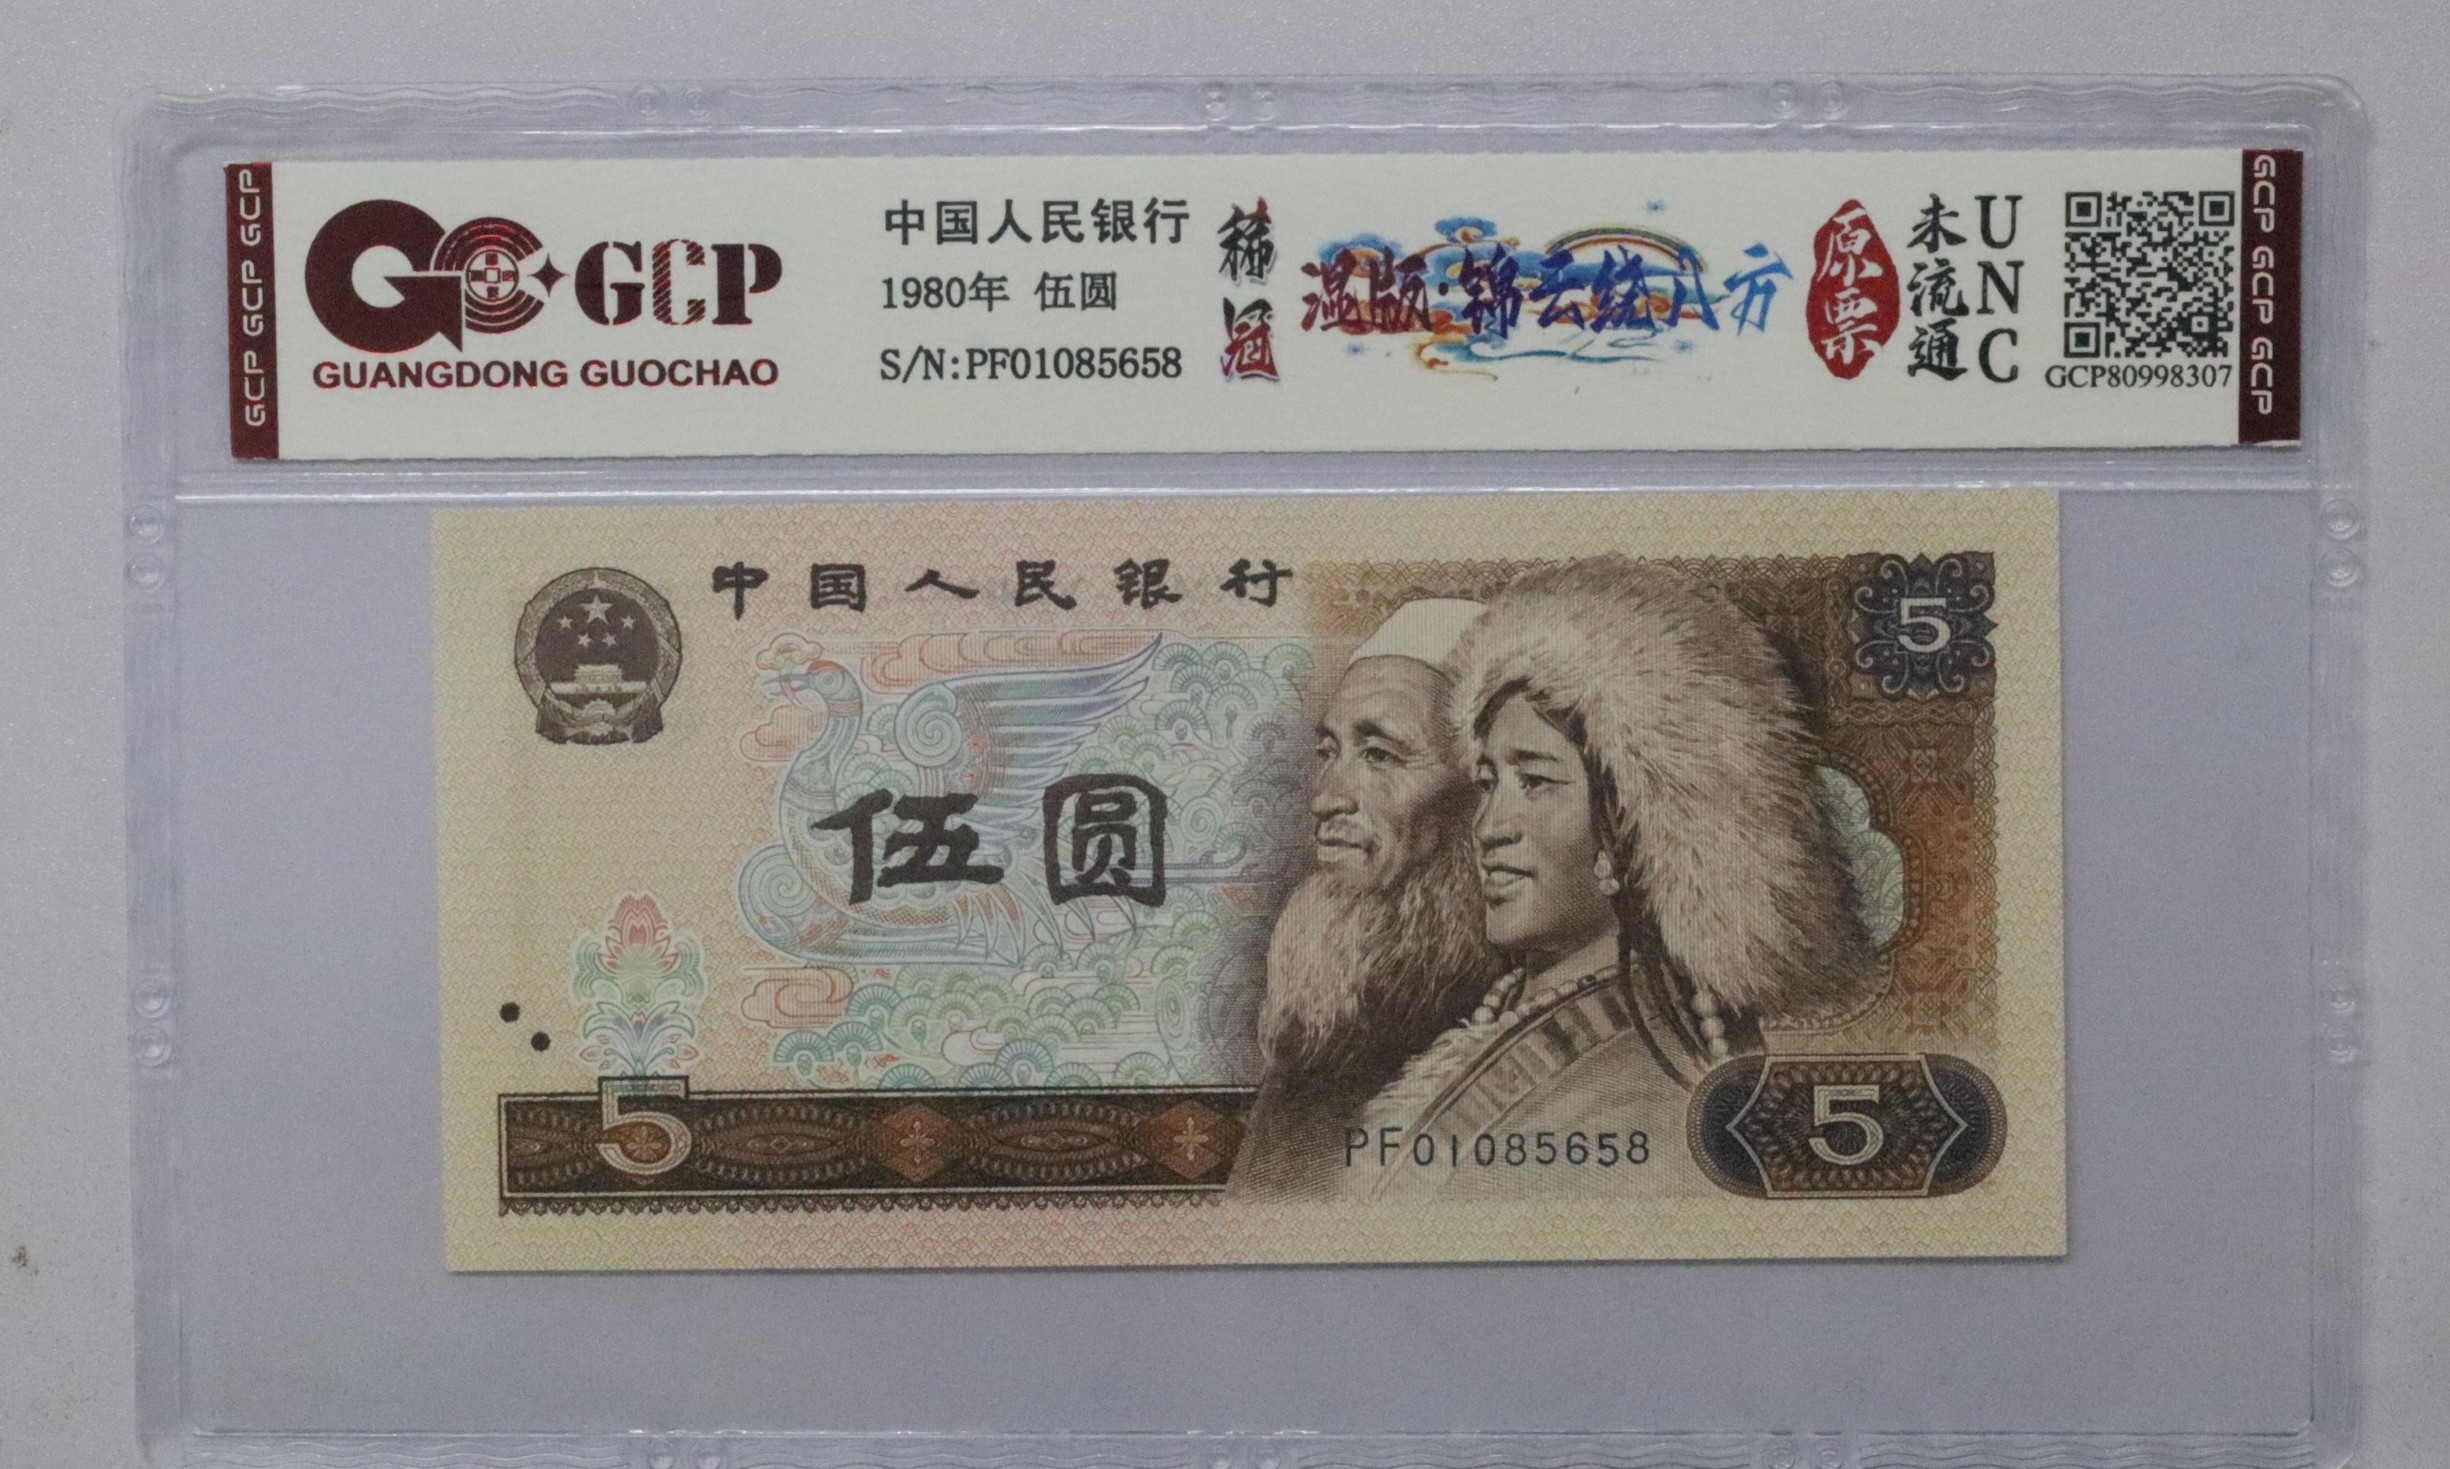 GCP GCP GCP
GCP
GUANGDONG GUOCHAO
中国人民银行
1980年 伍圆
S/N:PF01085658
稀冠
温版·锦云绕八方
原票
未流通
UNC
GCP80998307
GCP GCP GCP
中国人民银行
5
伍圆
5
PF01085658
5